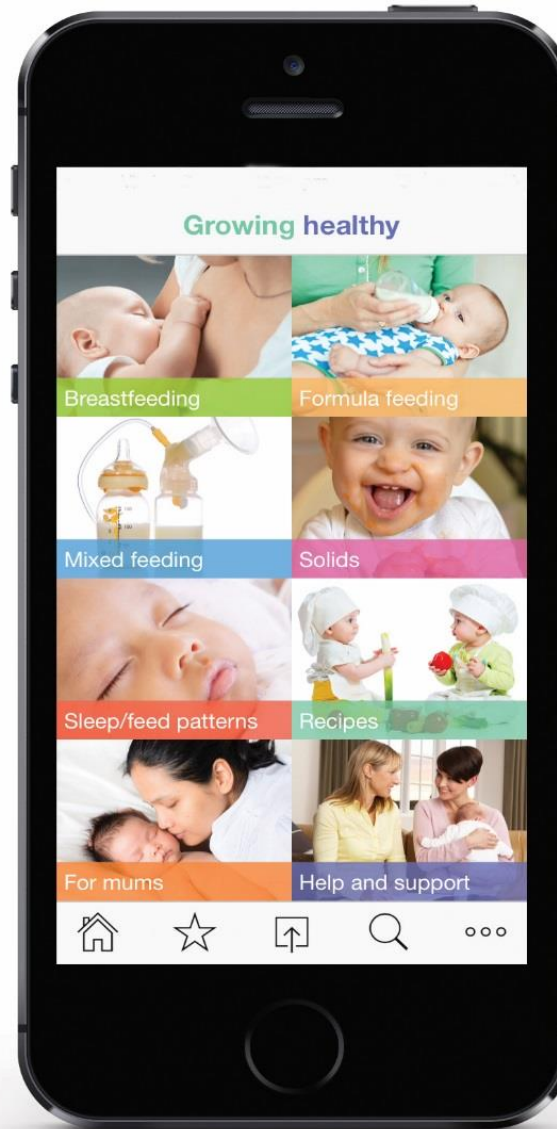 Growing healthy
Breastfeeding
Formula feeding
Mixed feeding
Solids
Sleep/feed patterns
Recipes
For mums
Help and support